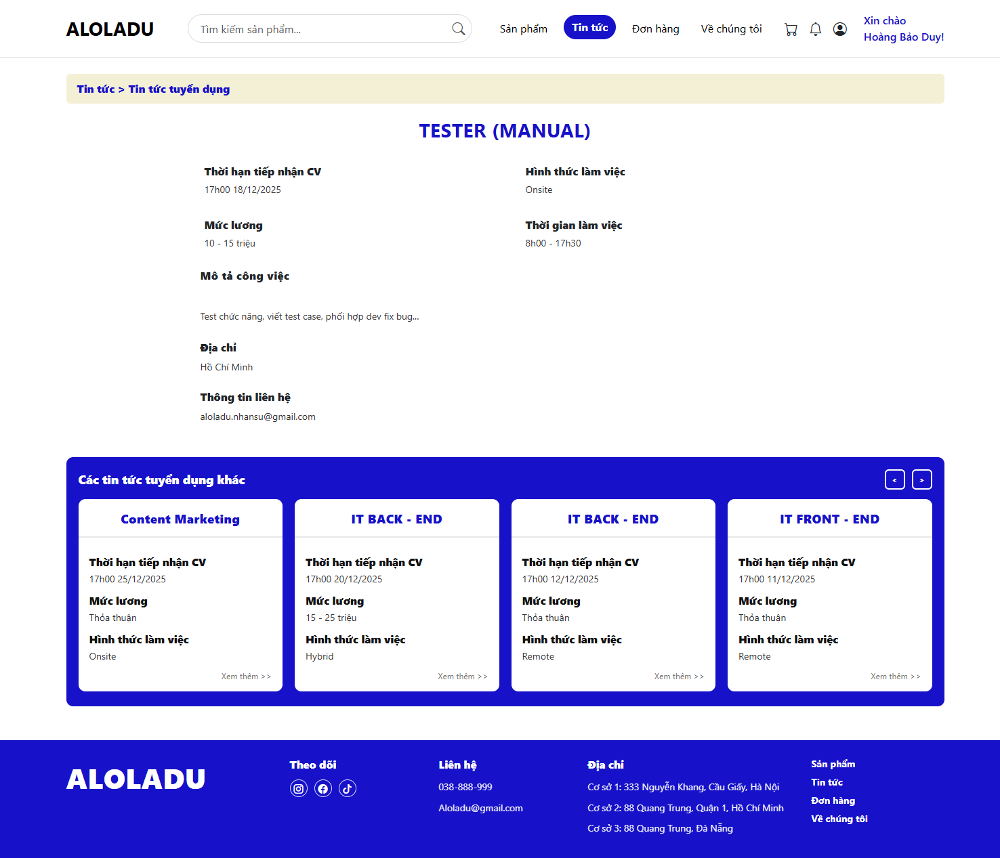 ALOLADU
Tìm kiếm sản phẩm...
Sản phẩm
Tin tức
Đơn hàng
Về chúng tôi
Xin chào
Hoàng Bảo Duy!
Tin tức > Tin tức tuyển dụng
TESTER (MANUAL)
Thời hạn tiếp nhận CV
17h00 18/12/2025
Hình thức làm việc
Onsite
Mức lương
10 - 15 triệu
Thời gian làm việc
8h00 - 17h30
Mô tả công việc
Test chức năng, viết test case, phối hợp dev fix bug...
Địa chỉ
Hồ Chí Minh
Thông tin liên hệ
aloladu.nhansu@gmail.com
Các tin tức tuyển dụng khác
<
>
Content Marketing
Thời hạn tiếp nhận CV
17h00 25/12/2025
Mức lương
Thỏa thuận
Hình thức làm việc
Onsite
Xem thêm >>
IT BACK - END
Thời hạn tiếp nhận CV
17h00 20/12/2025
Mức lương
15 - 25 triệu
Hình thức làm việc
Hybrid
Xem thêm >>
IT BACK - END
Thời hạn tiếp nhận CV
17h00 12/12/2025
Mức lương
Thỏa thuận
Hình thức làm việc
Remote
Xem thêm >>
IT FRONT - END
Thời hạn tiếp nhận CV
17h00 11/12/2025
Mức lương
Thỏa thuận
Hình thức làm việc
Remote
Xem thêm >>
ALOLADU
Theo dõi
Liên hệ
038-888-999
Aloladu@gmail.com
Địa chỉ
Cơ sở 1: 333 Nguyễn Khang, Cầu Giấy, Hà Nội
Cơ sở 2: 88 Quang Trung, Quận 1, Hồ Chí Minh
Cơ sở 3: 88 Quang Trung, Đà Nẵng
Sản phẩm
Tin tức
Đơn hàng
Về chúng tôi